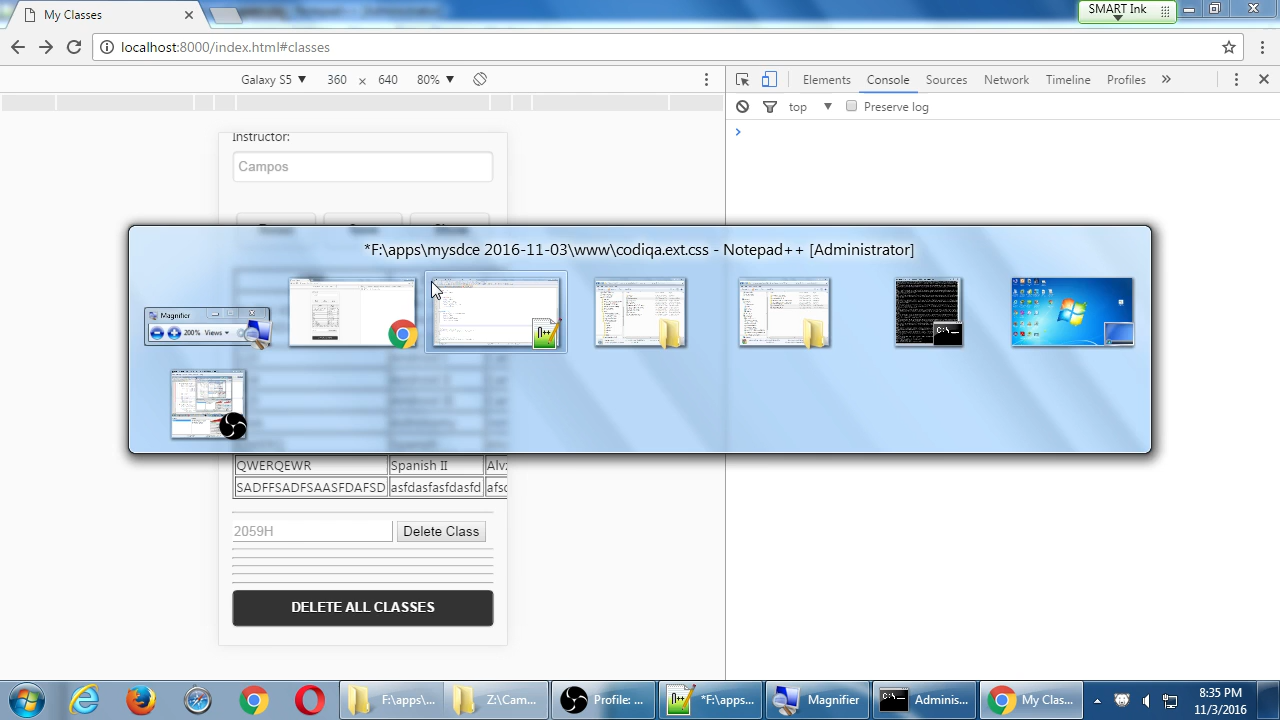 My Classes
SMART Ink
localhost:8000/index.html#classes
Galaxy S5 ▼ 360 × 640 80% ▼
Elements Console Sources Network Timeline Profiles »
top ▼ Preserve log
Instructor:
Campos
*F:\apps\mysdce 2016-11-03\www\codiqa.ext.css - Notepad++ [Administrator]
Magnifier
200% Views
QWERQEWR Spanish II
SADFFSADFSAASFDAFSD asfdasfasfdasfd
2059H Delete Class
DELETE ALL CLASSES
F:\apps\... Z:\Cam... Profile: ... *F:\apps... Magnifier Adminis... My Clas...
8:35 PM
11/3/2016